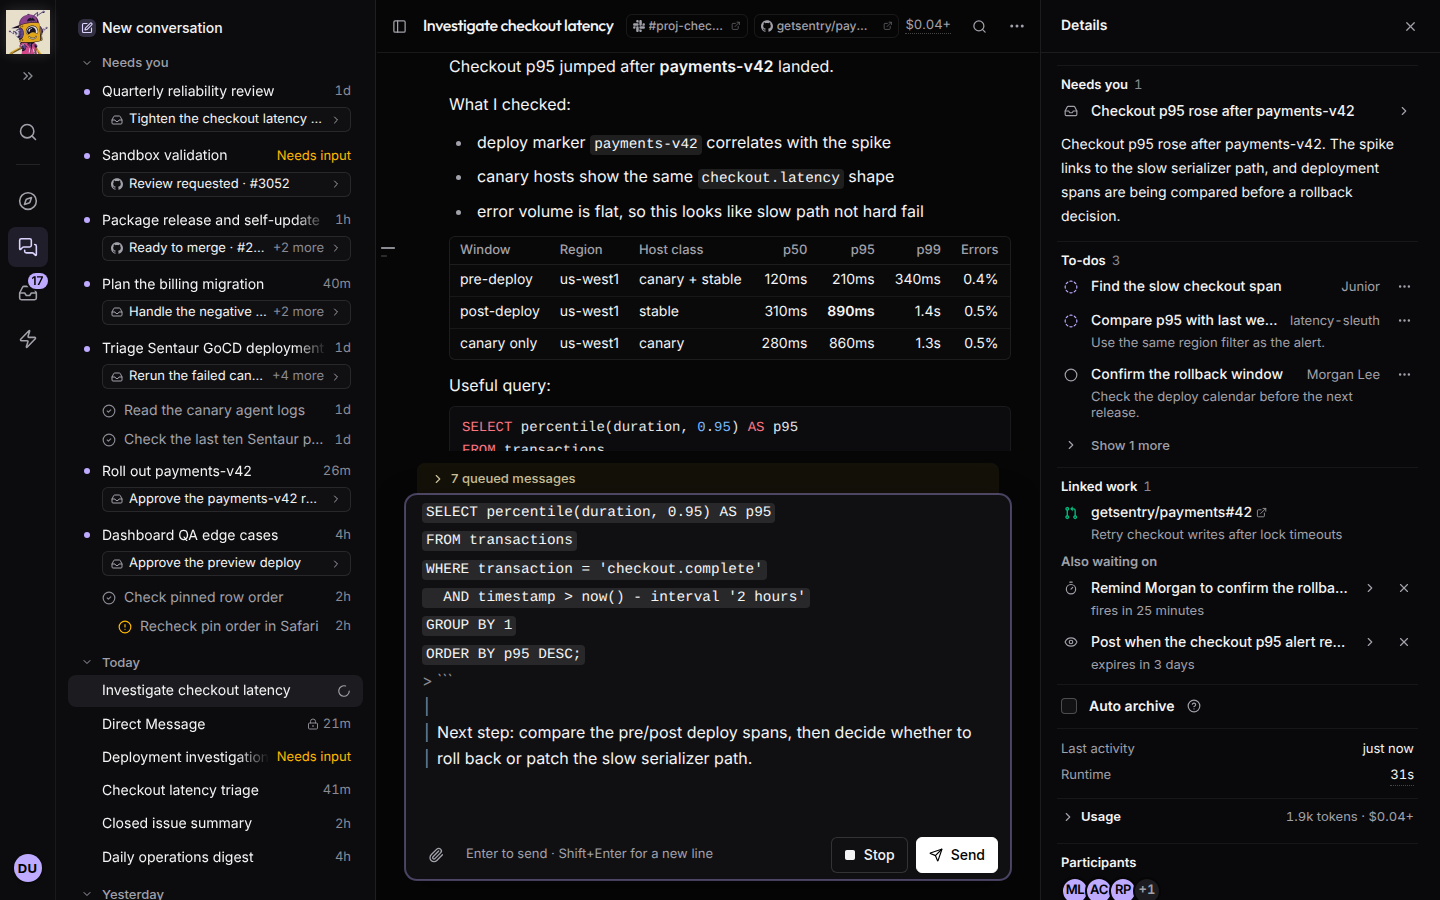 New conversation
Needs you
Quarterly reliability review 1d
Tighten the checkout latency ...
Sandbox validation Needs input
Review requested · #3052
Package release and self-update 1h
Ready to merge · #2... +2 more
Plan the billing migration 40m
Handle the negative ... +2 more
Triage Sentaur GoCD deployment 1d
Rerun the failed can... +4 more
Read the canary agent logs 1d
Check the last ten Sentaur p... 1d
Roll out payments-v42 26m
Approve the payments-v42 r...
Dashboard QA edge cases 4h
Approve the preview deploy
Check pinned row order 2h
Recheck pin order in Safari 2h
Today
Investigate checkout latency
Direct Message 21m
Deployment investigation Needs input
Checkout latency triage 41m
Closed issue summary 2h
Daily operations digest 4h
Yesterday
17
DU
Investigate checkout latency #proj-chec... getsentry/pay... $0.04+
Checkout p95 jumped after payments-v42 landed.
What I checked:
• deploy marker payments-v42 correlates with the spike
• canary hosts show the same checkout.latency shape
• error volume is flat, so this looks like slow path not hard fail
Window Region Host class p50 p95 p99 Errors
pre-deploy us-west1 canary + stable 120ms 210ms 340ms 0.4%
post-deploy us-west1 stable 310ms 890ms 1.4s 0.5%
canary only us-west1 canary 280ms 860ms 1.3s 0.5%
Useful query:
SELECT percentile(duration, 0.95) AS p95
FROM transactions
7 queued messages
SELECT percentile(duration, 0.95) AS p95
FROM transactions
WHERE transaction = 'checkout.complete'
AND timestamp > now() - interval '2 hours'
GROUP BY 1
ORDER BY p95 DESC;
> ```
Next step: compare the pre/post deploy spans, then decide whether to
roll back or patch the slow serializer path.
Enter to send · Shift+Enter for a new line Stop Send
Details
Needs you 1
Checkout p95 rose after payments-v42
Checkout p95 rose after payments-v42. The spike
links to the slow serializer path, and deployment
spans are being compared before a rollback
decision.
To-dos 3
Find the slow checkout span Junior
Compare p95 with last we... latency-sleuth
Use the same region filter as the alert.
Confirm the rollback window Morgan Lee
Check the deploy calendar before the next
release.
Show 1 more
Linked work 1
getsentry/payments#42
Retry checkout writes after lock timeouts
Also waiting on
Remind Morgan to confirm the rollba...
fires in 25 minutes
Post when the checkout p95 alert re...
expires in 3 days
Auto archive
Last activity just now
Runtime 31s
Usage 1.9k tokens · $0.04+
Participants
ML AC RP +1